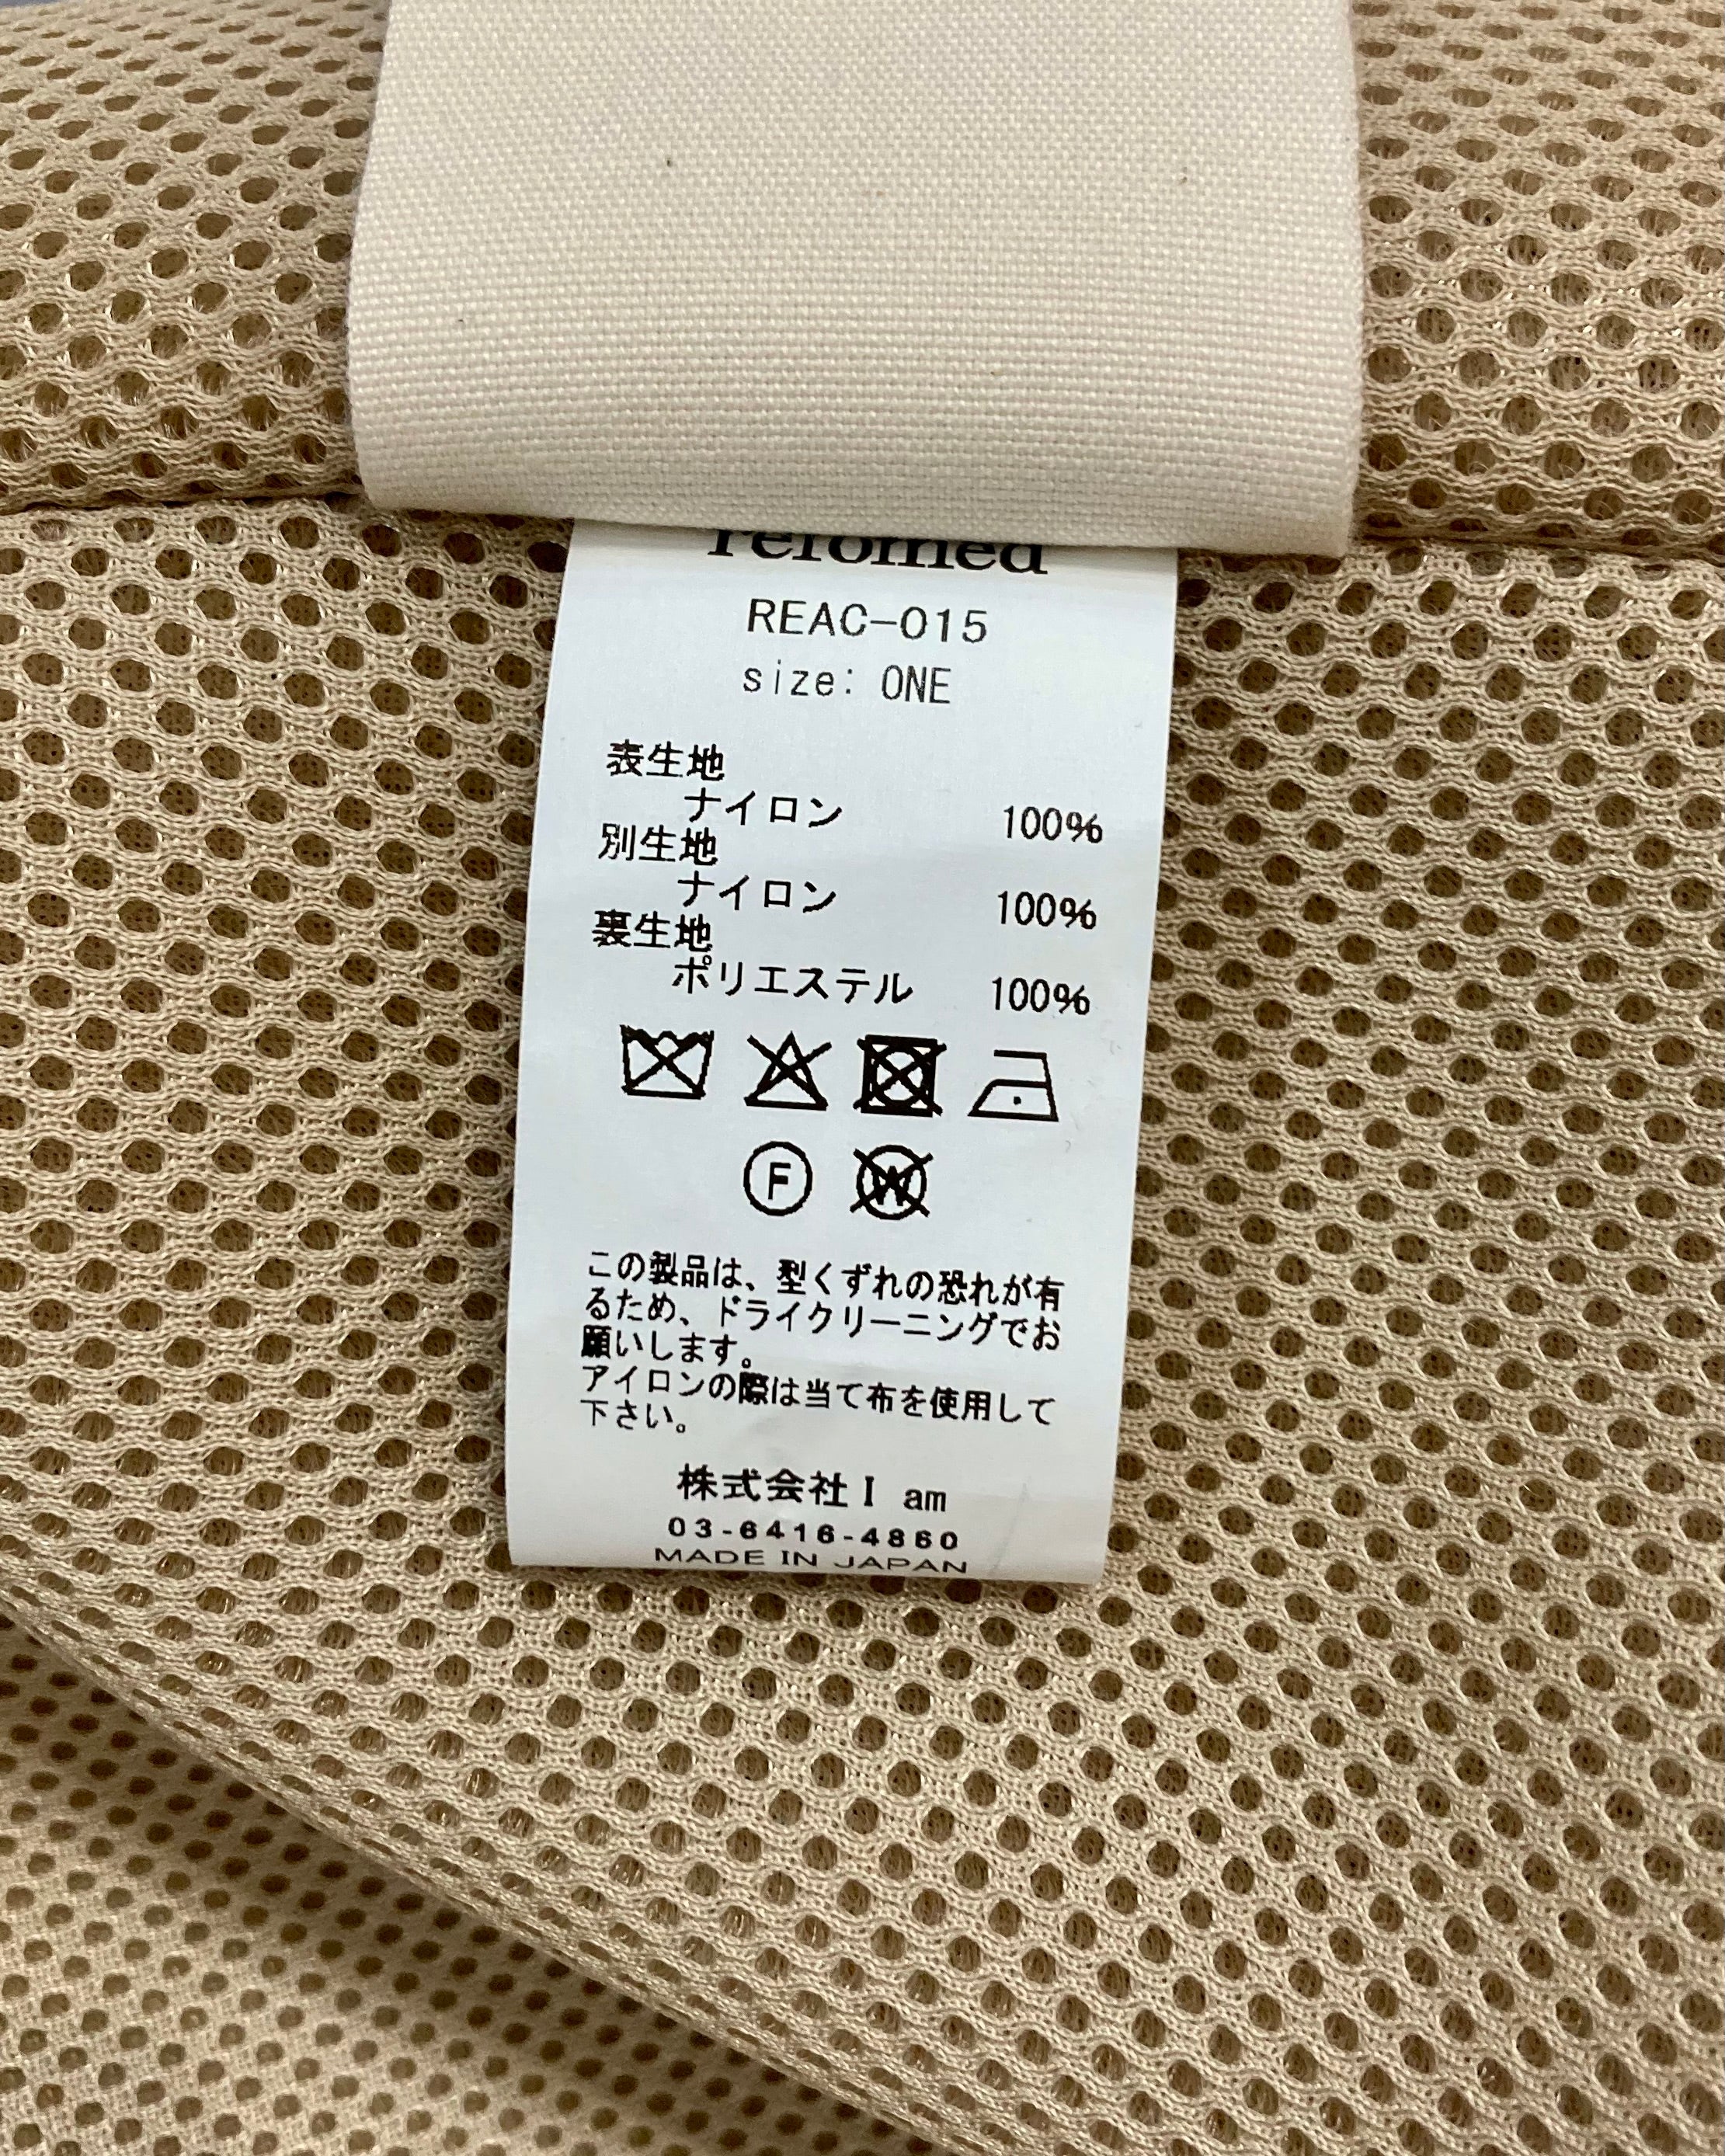 refomed
REAC-015
size: ONE
表生地
ナイロン 100%
別生地
ナイロン 100%
裏生地
ポリエステル 100%
F W
この製品は、型くずれの恐れが有
るため、ドライクリーニングでお
願いします。
アイロンの際は当て布を使用して
下さい。
株式会社I am
03-6416-4860
MADE IN JAPAN